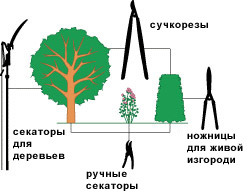 сучкорезы
секаторы
для
деревьев
ножницы
для живой
изгороди
ручные
секаторы